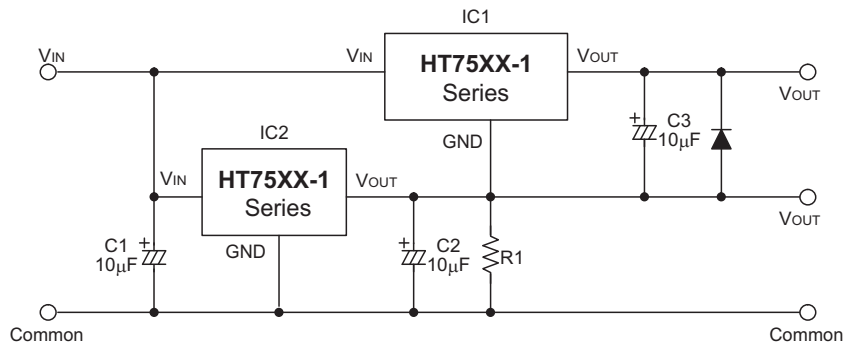 IC1
VIN
VIN
HT75XX-1
Series
VOUT
VOUT
GND
C3
10μF
IC2
VIN
HT75XX-1
Series
VOUT
VOUT
GND
C1
10μF
C2
10μF
R1
Common
Common